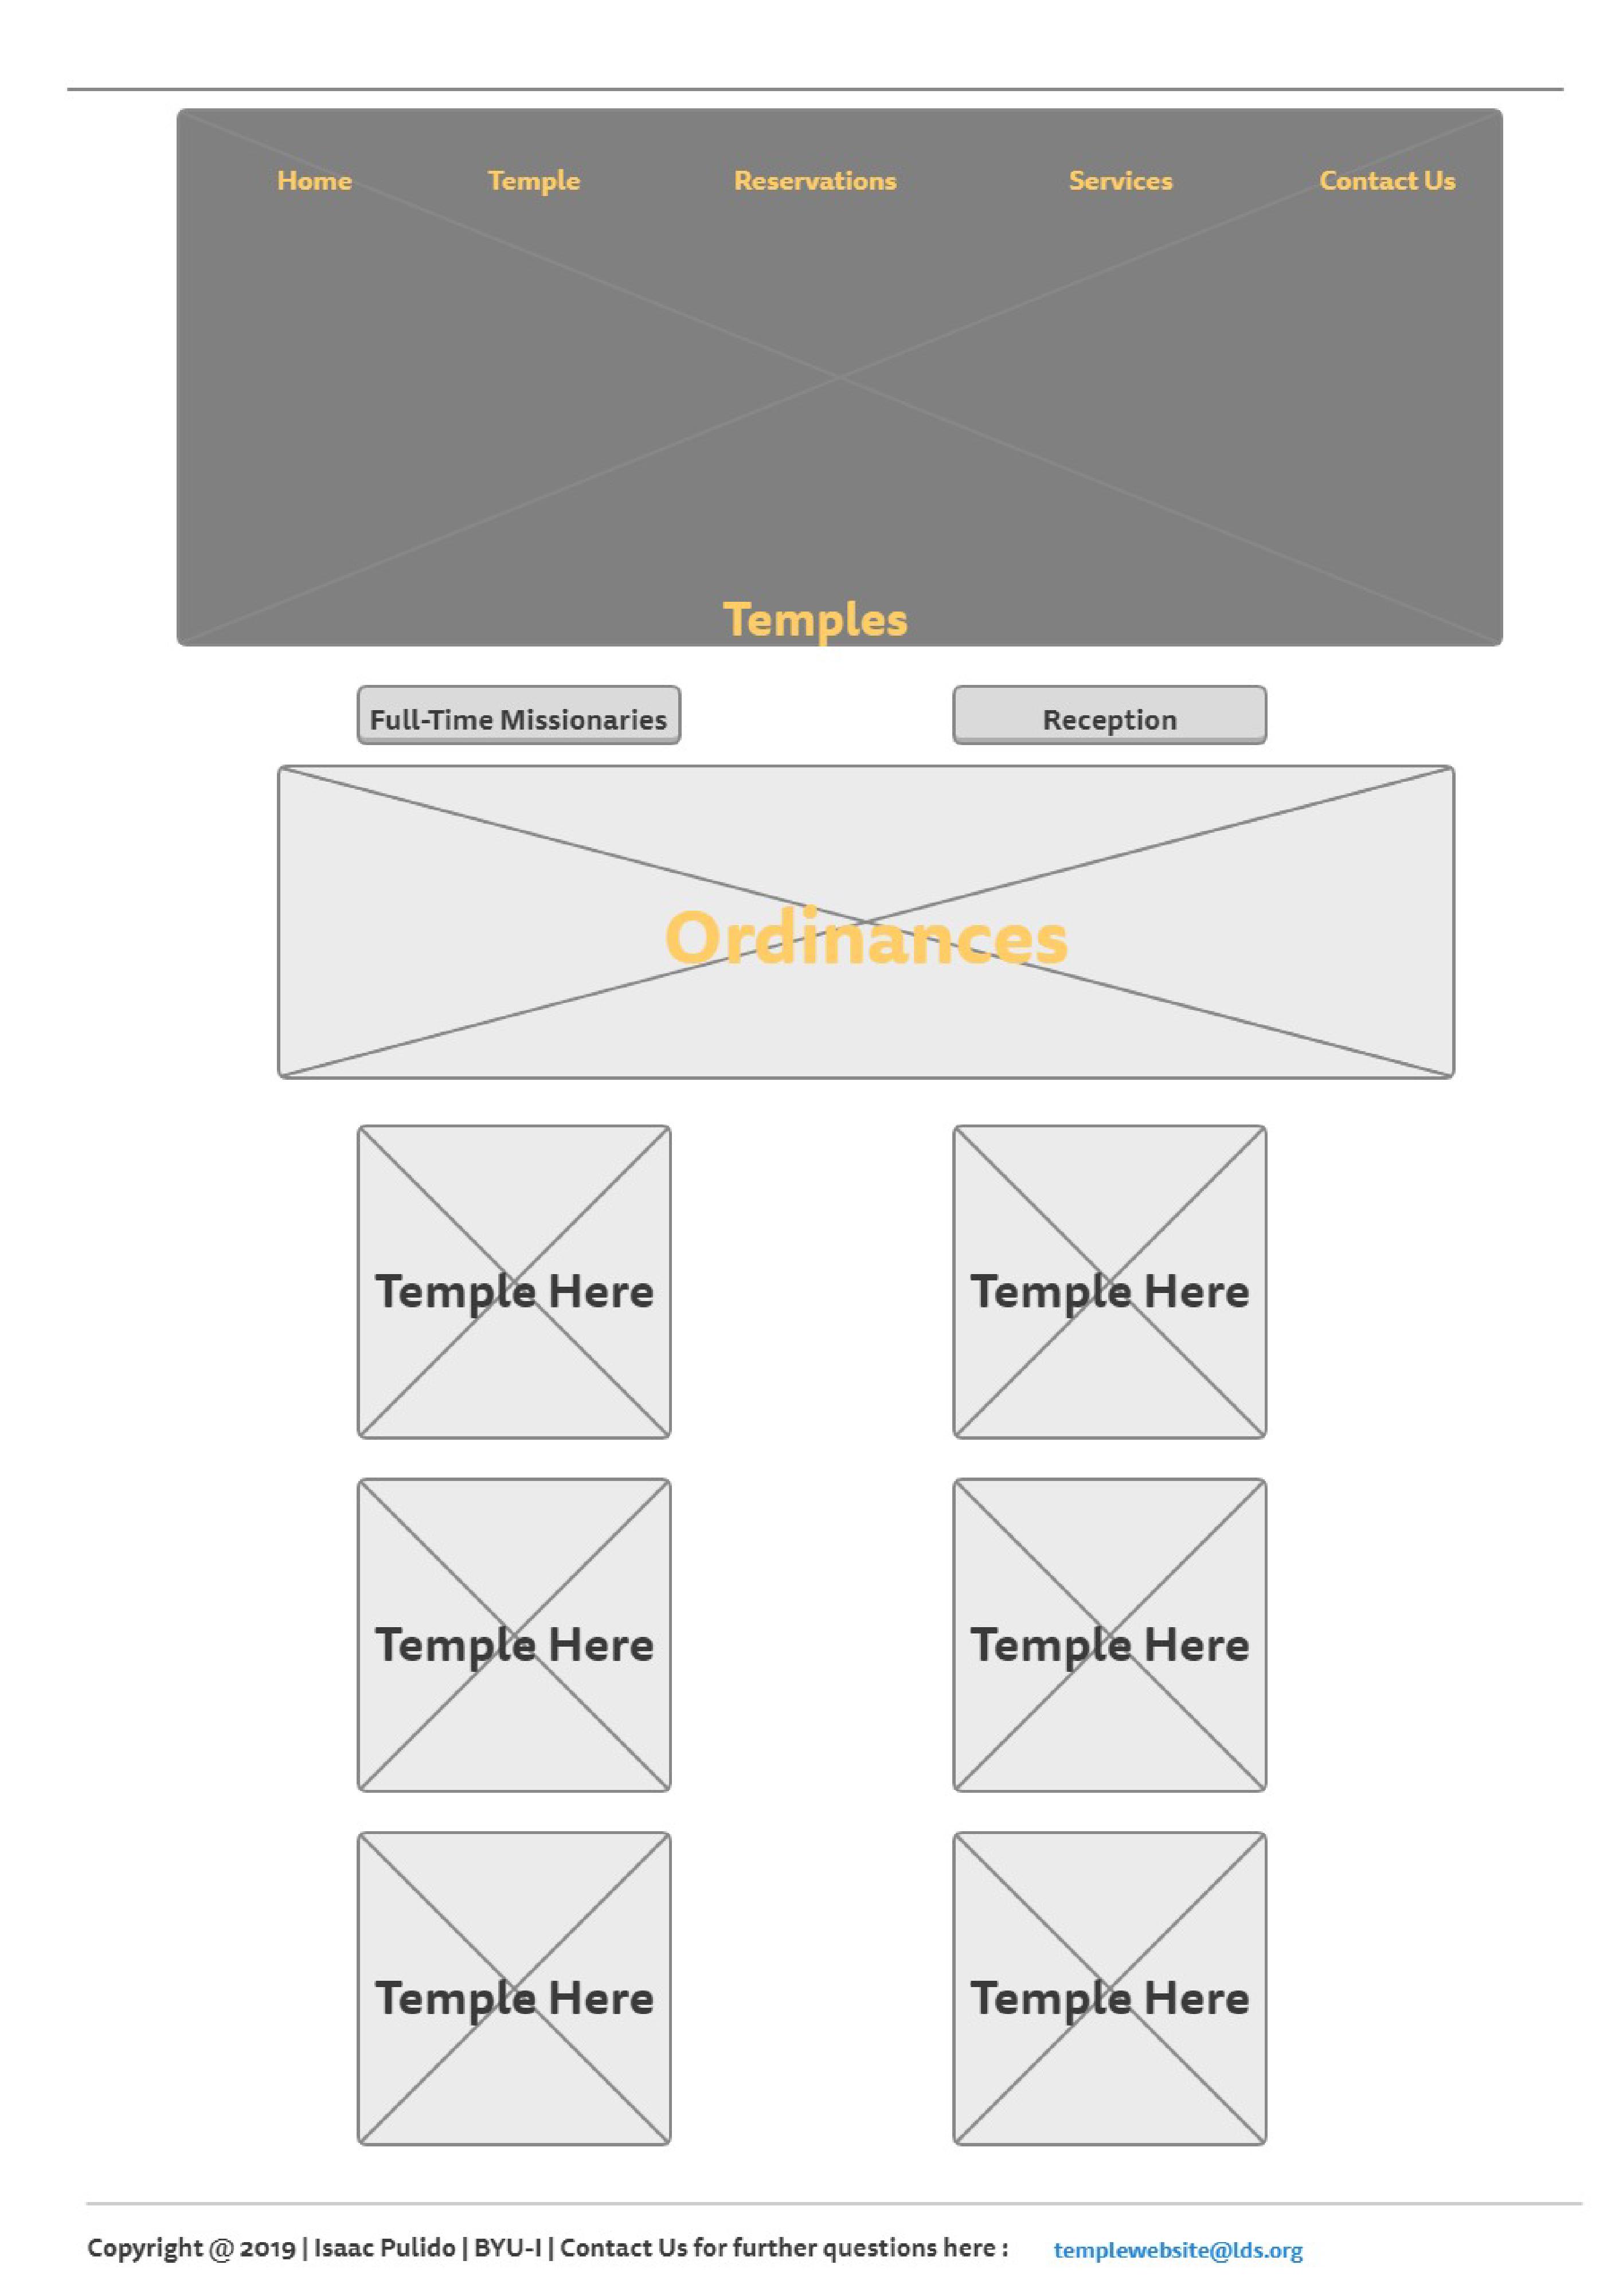 Home Temple Reservations Services Contact Us
Temples
Full-Time Missionaries Reception
Ordinances
Temple Here Temple Here
Temple Here Temple Here
Temple Here Temple Here
Copyright @ 2019 | Isaac Pulido | BYU-I | Contact Us for further questions here : templewebsite@lds.org